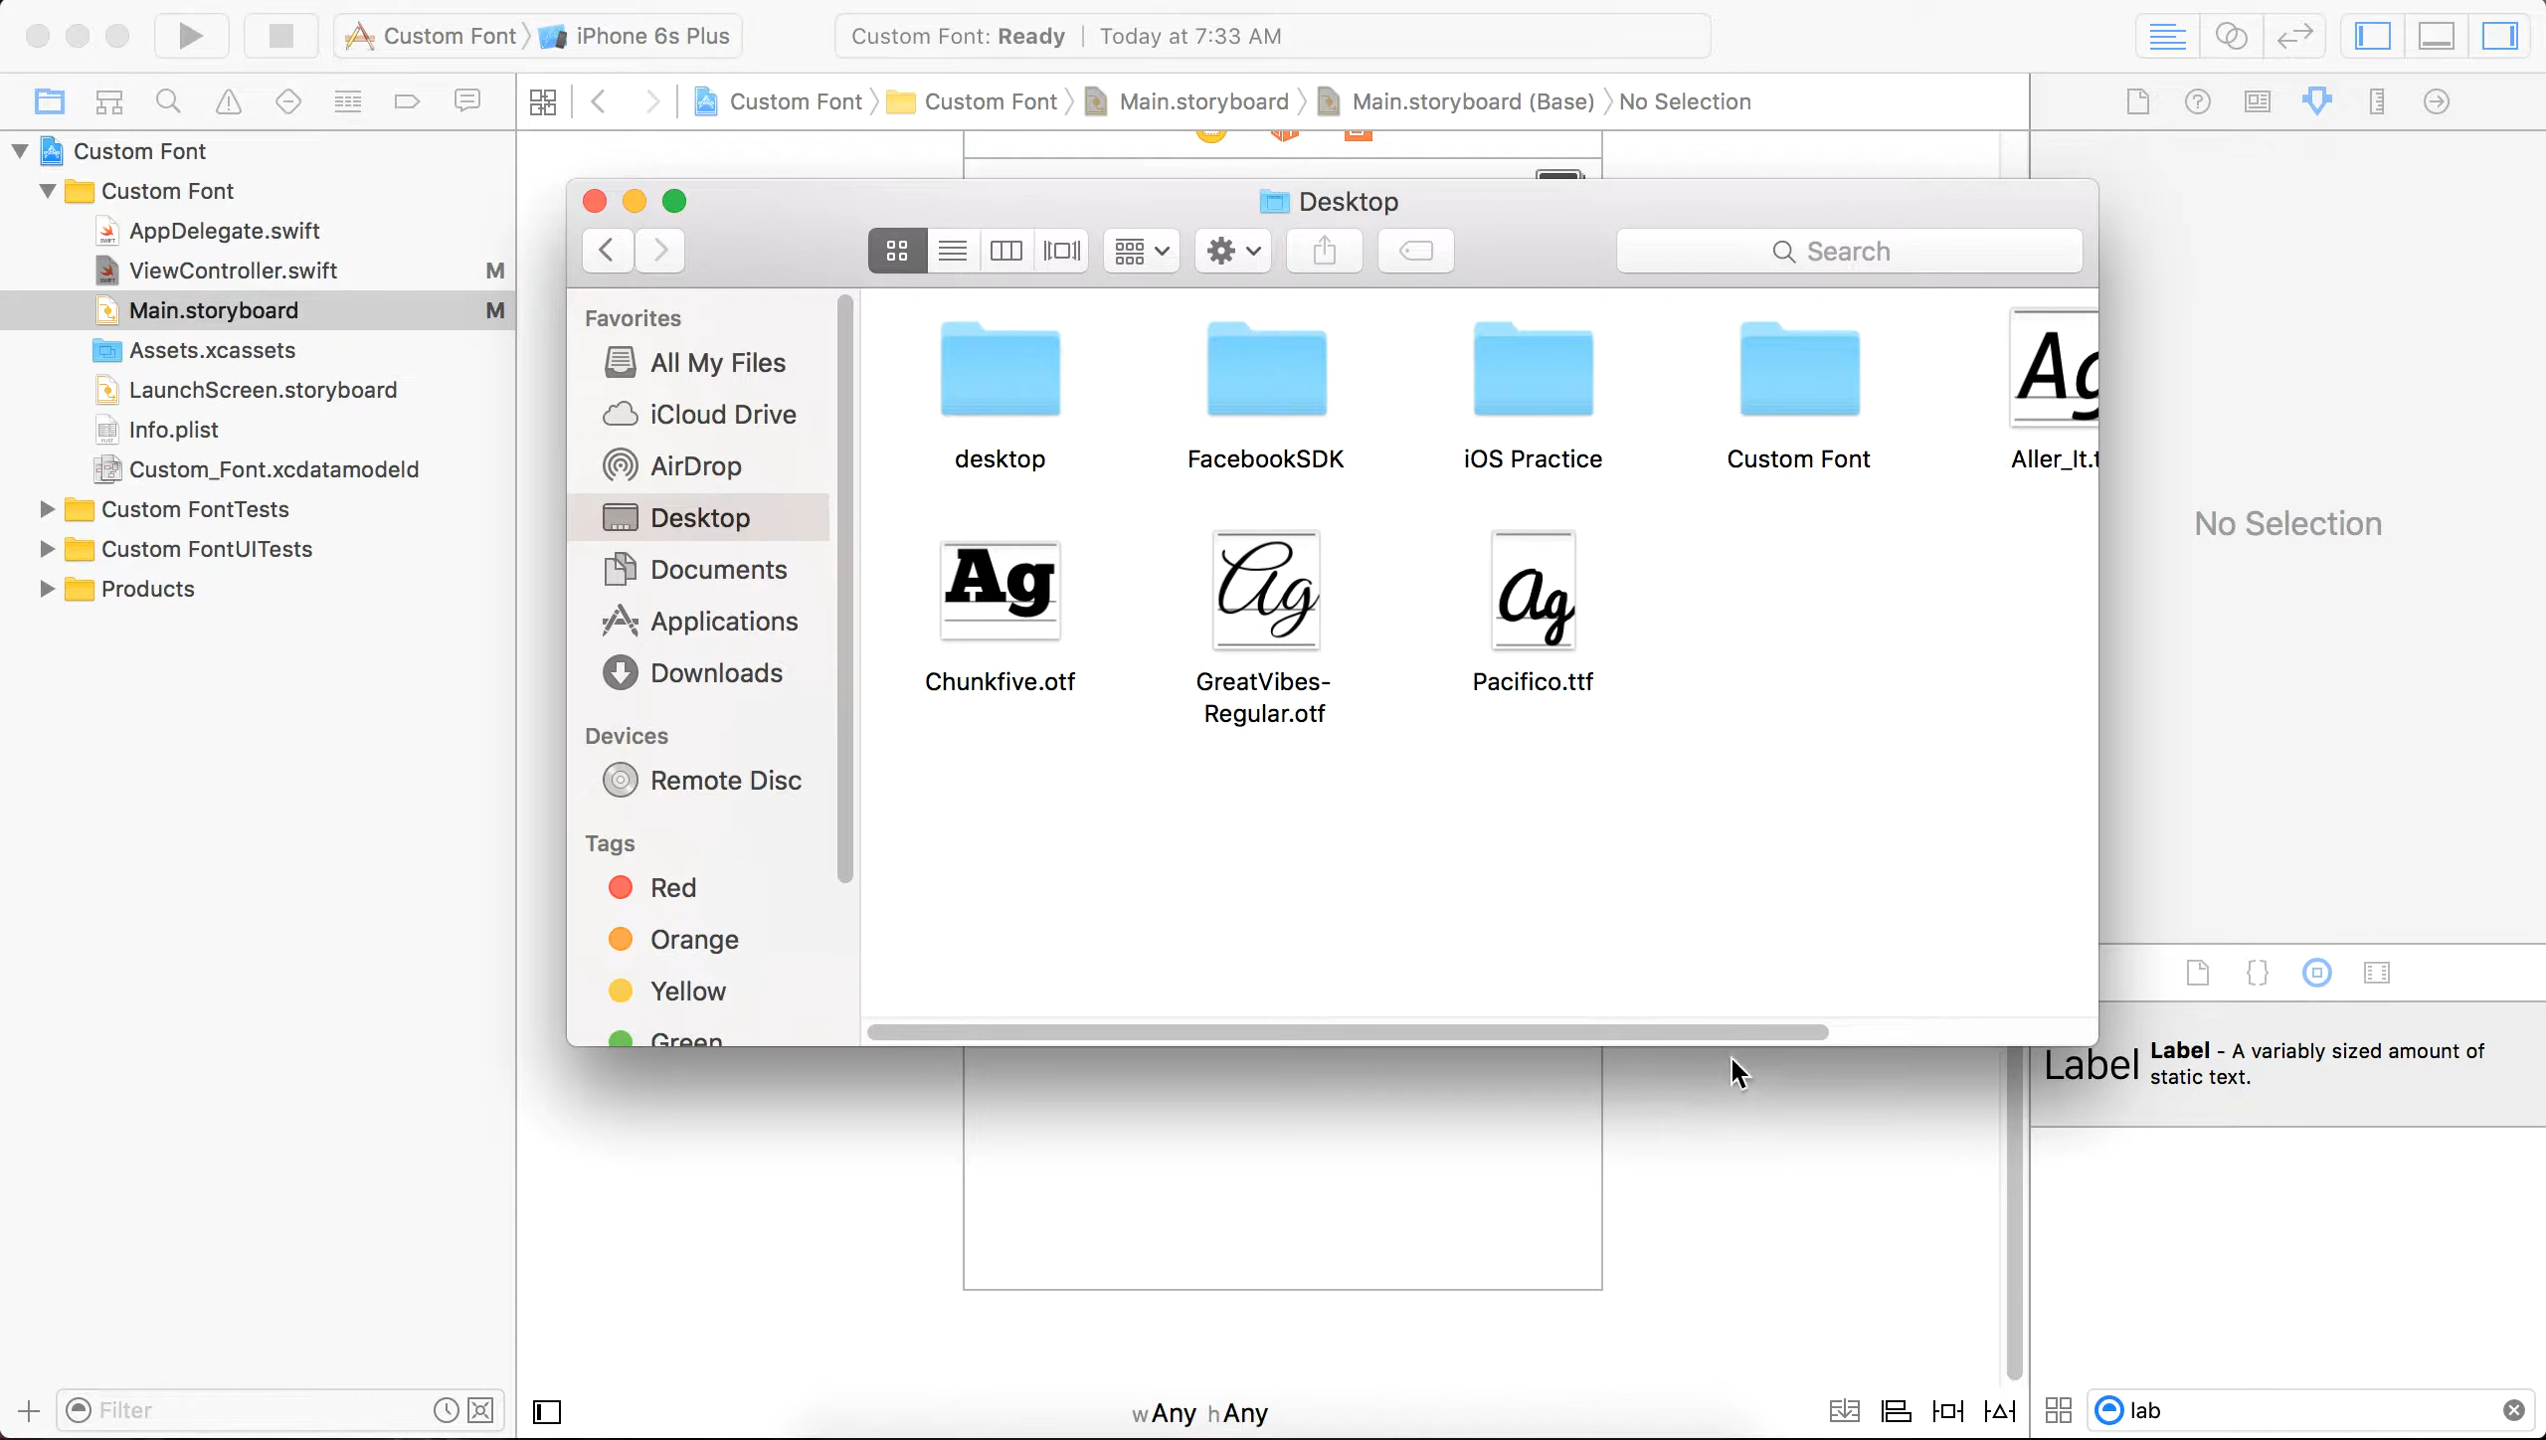 Custom Font
iPhone 6s Plus
Custom Font: Ready
Today at 7:33 AM
Custom Font
Custom Font
Main.storyboard
Main.storyboard (Base)
No Selection
Custom Font
Custom Font
AppDelegate.swift
ViewController.swift M
Main.storyboard M
Assets.xcassets
LaunchScreen.storyboard
Info.plist
Custom_Font.xcdatamodeld
Custom FontTests
Custom FontUITests
Products
Filter
Desktop
Search
Favorites
All My Files
iCloud Drive
AirDrop
Desktop
Documents
Applications
Downloads
Devices
Remote Disc
Tags
Red
Orange
Yellow
Green
desktop
FacebookSDK
iOS Practice
Custom Font
Ag
Aller_It.t
Ag
Chunkfive.otf
Ag
GreatVibes-
Regular.otf
Ag
Pacifico.ttf
wAny hAny
No Selection
Label
Label - A variably sized amount of
static text.
lab